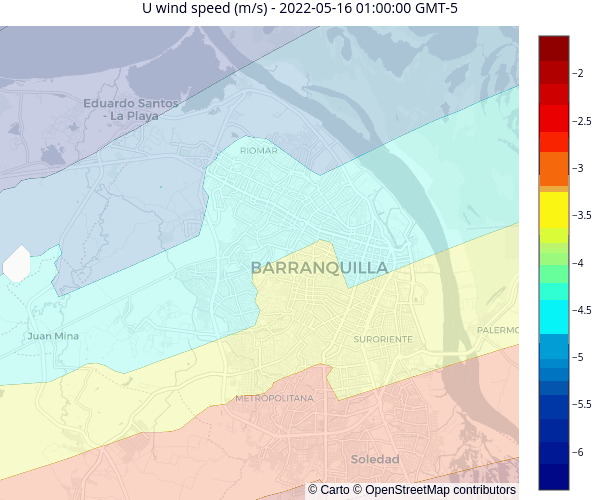 U wind speed (m/s) - 2022-05-16 01:00:00 GMT-5
−2
−2.5
−3
−3.5
−4
−4.5
−5
−5.5
−6
Eduardo Santos
- La Playa
RIOMAR
BARRANQUILLA
Juan Mina
SURORIENTE
PALERMO
METROPOLITANA
Soledad
© Carto © OpenStreetMap contributors